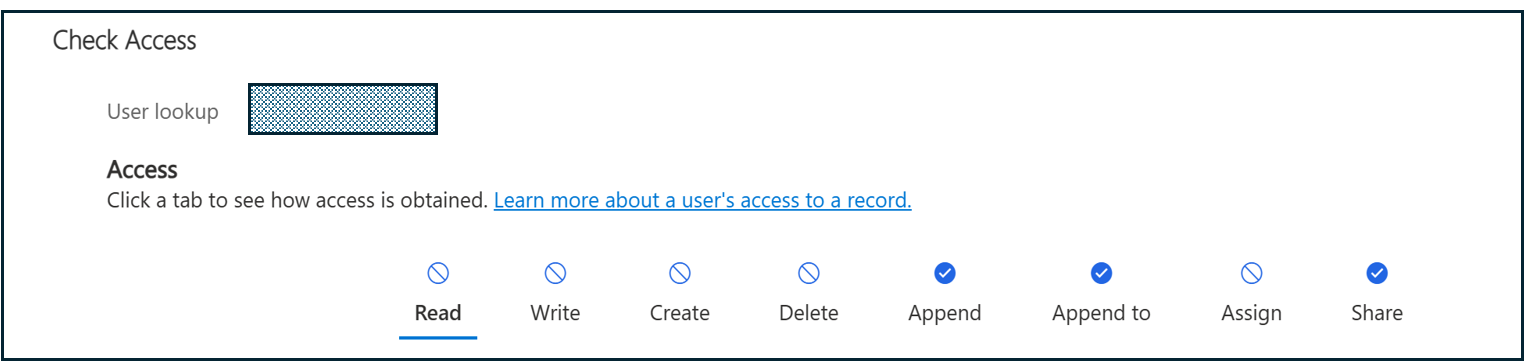 Check Access
User lookup
Access
Click a tab to see how access is obtained. Learn more about a user's access to a record.
Read Write Create Delete Append Append to Assign Share